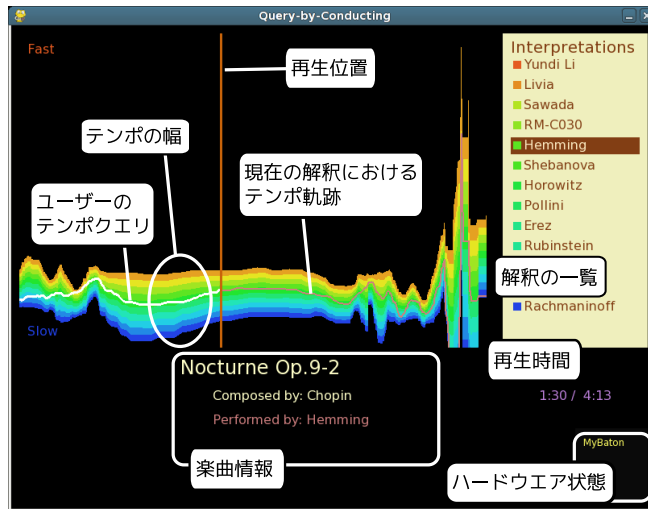 Query-by-Conducting
Fast
再生位置
Interpretations
Yundi Li
Livia
Sawada
RM-C030
Hemming
Shebanova
Horowitz
Pollini
Erez
Rubinstein
Rachmaninoff
テンポの幅
現在の解釈における
テンポ軌跡
ユーザーの
テンポクエリ
解釈の一覧
Slow
再生時間
Nocturne Op.9-2
Composed by: Chopin
Performed by: Hemming
1:30 / 4:13
楽曲情報
MyBaton
ハードウエア状態